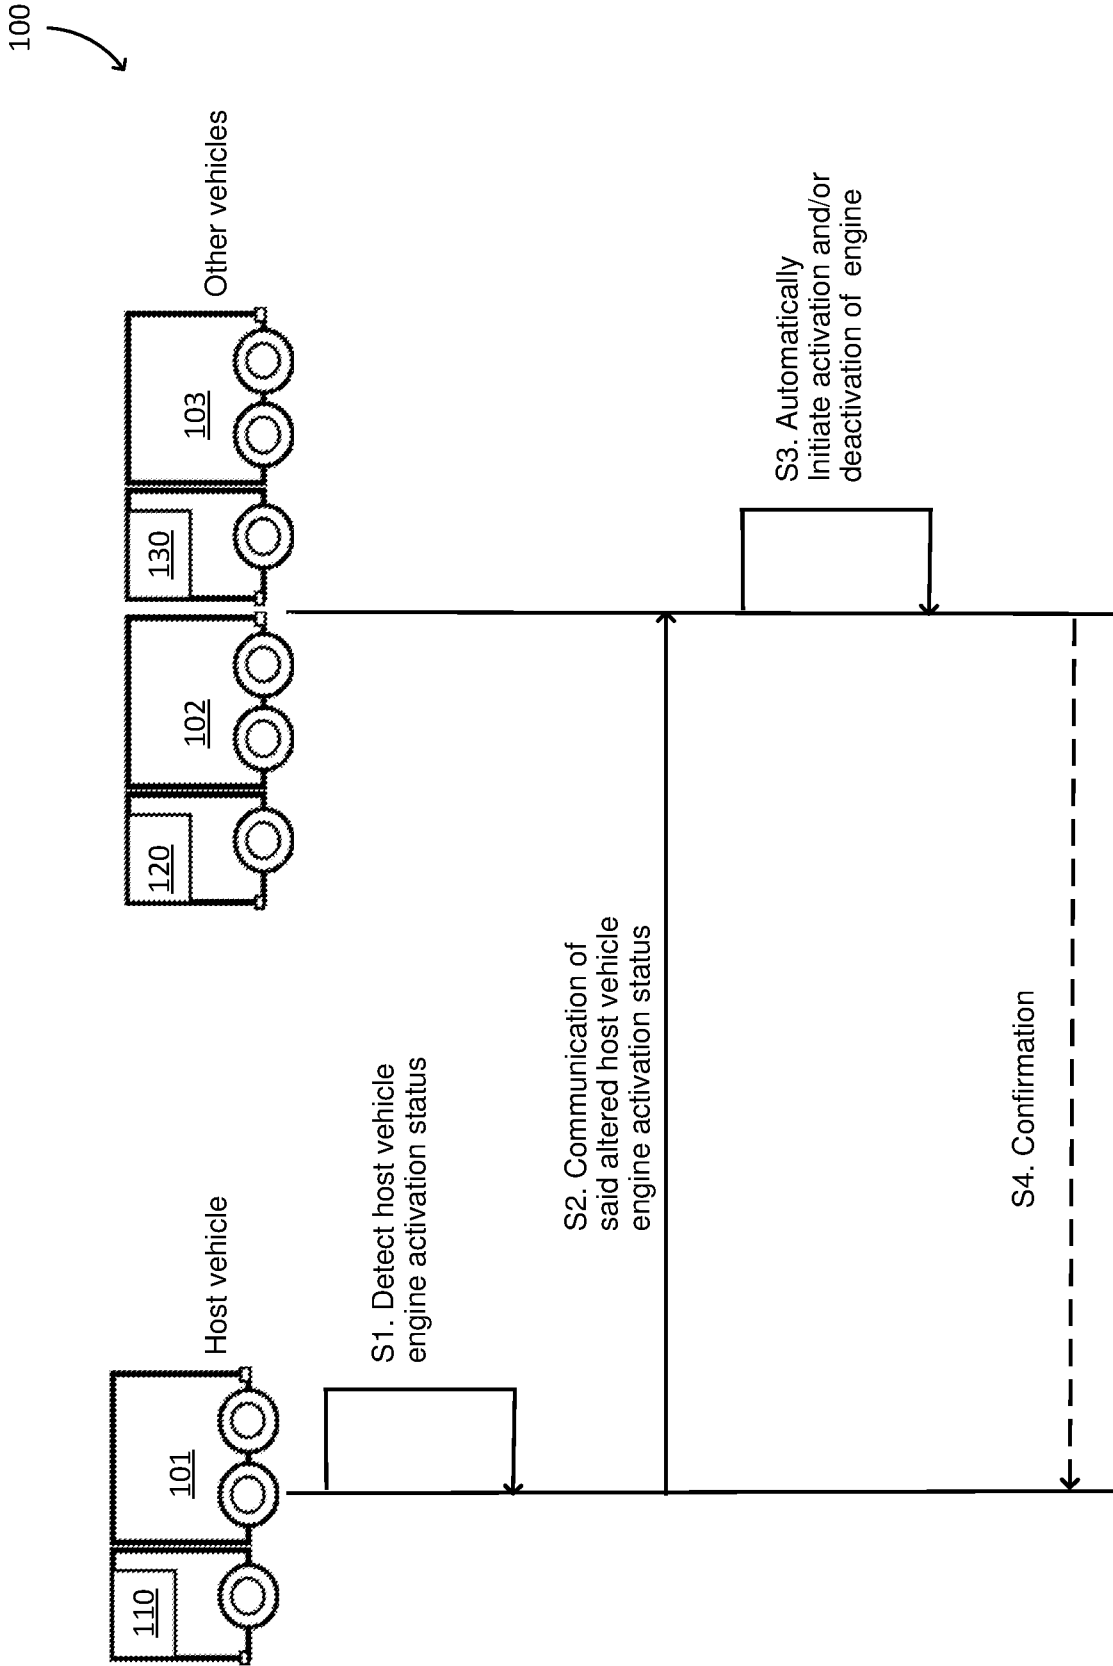 100
Host vehicle
Other vehicles
110
101
120
102
130
103
S1. Detect host vehicle
engine activation status
S2. Communication of
said altered host vehicle
engine activation status
S3. Automatically
Initiate activation and/or
deactivation of engine
S4. Confirmation